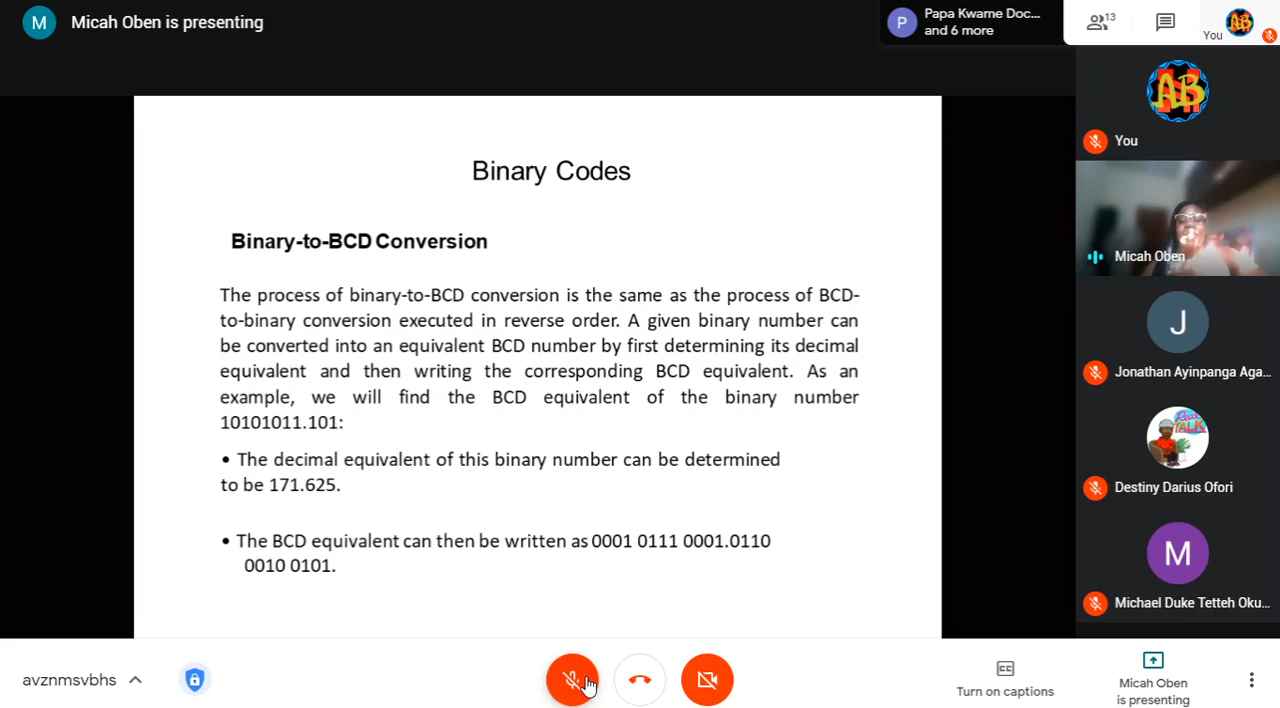 M
Micah Oben is presenting
P
Papa Kwame Doc...
and 6 more
13
You
AB
You
Binary Codes
Binary-to-BCD Conversion
The process of binary-to-BCD conversion is the same as the process of BCD-
to-binary conversion executed in reverse order. A given binary number can
be converted into an equivalent BCD number by first determining its decimal
equivalent and then writing the corresponding BCD equivalent. As an
example, we will find the BCD equivalent of the binary number
10101011.101:
• The decimal equivalent of this binary number can be determined
to be 171.625.
• The BCD equivalent can then be written as 0001 0111 0001.0110
0010 0101.
Micah Oben
J
Jonathan Ayinpanga Aga...
Real
TALK
Destiny Darius Ofori
M
Michael Duke Tetteh Oku...
avznmsvbhs
CC
Turn on captions
Micah Oben
is presenting